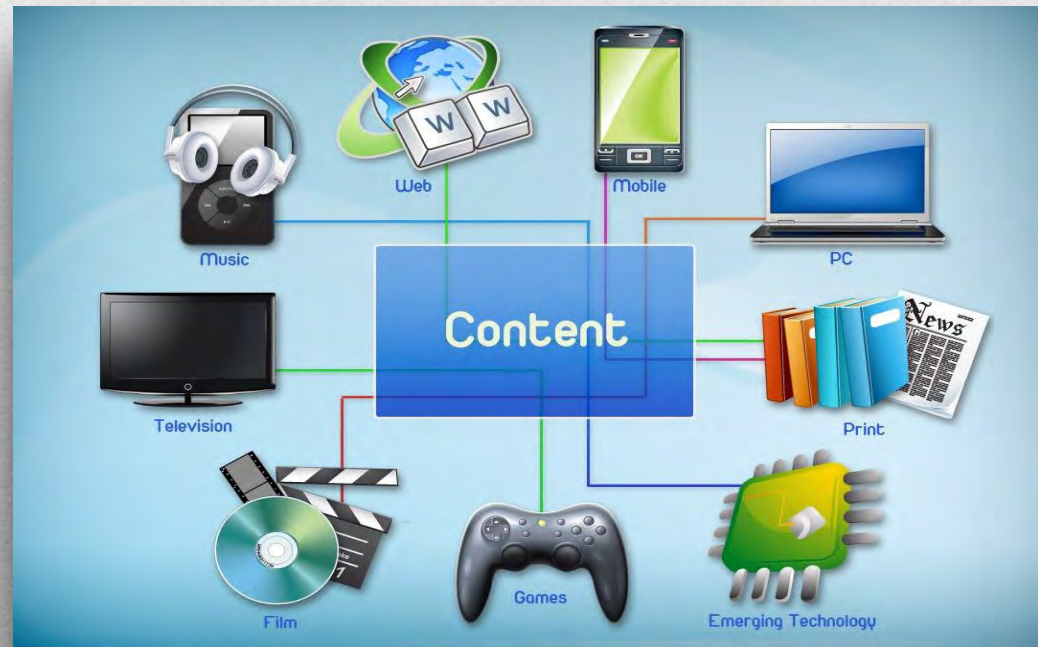 W W
Web
Mobile
Music
PC
Content
News
Television
Print
Film
Games
Emerging Technology